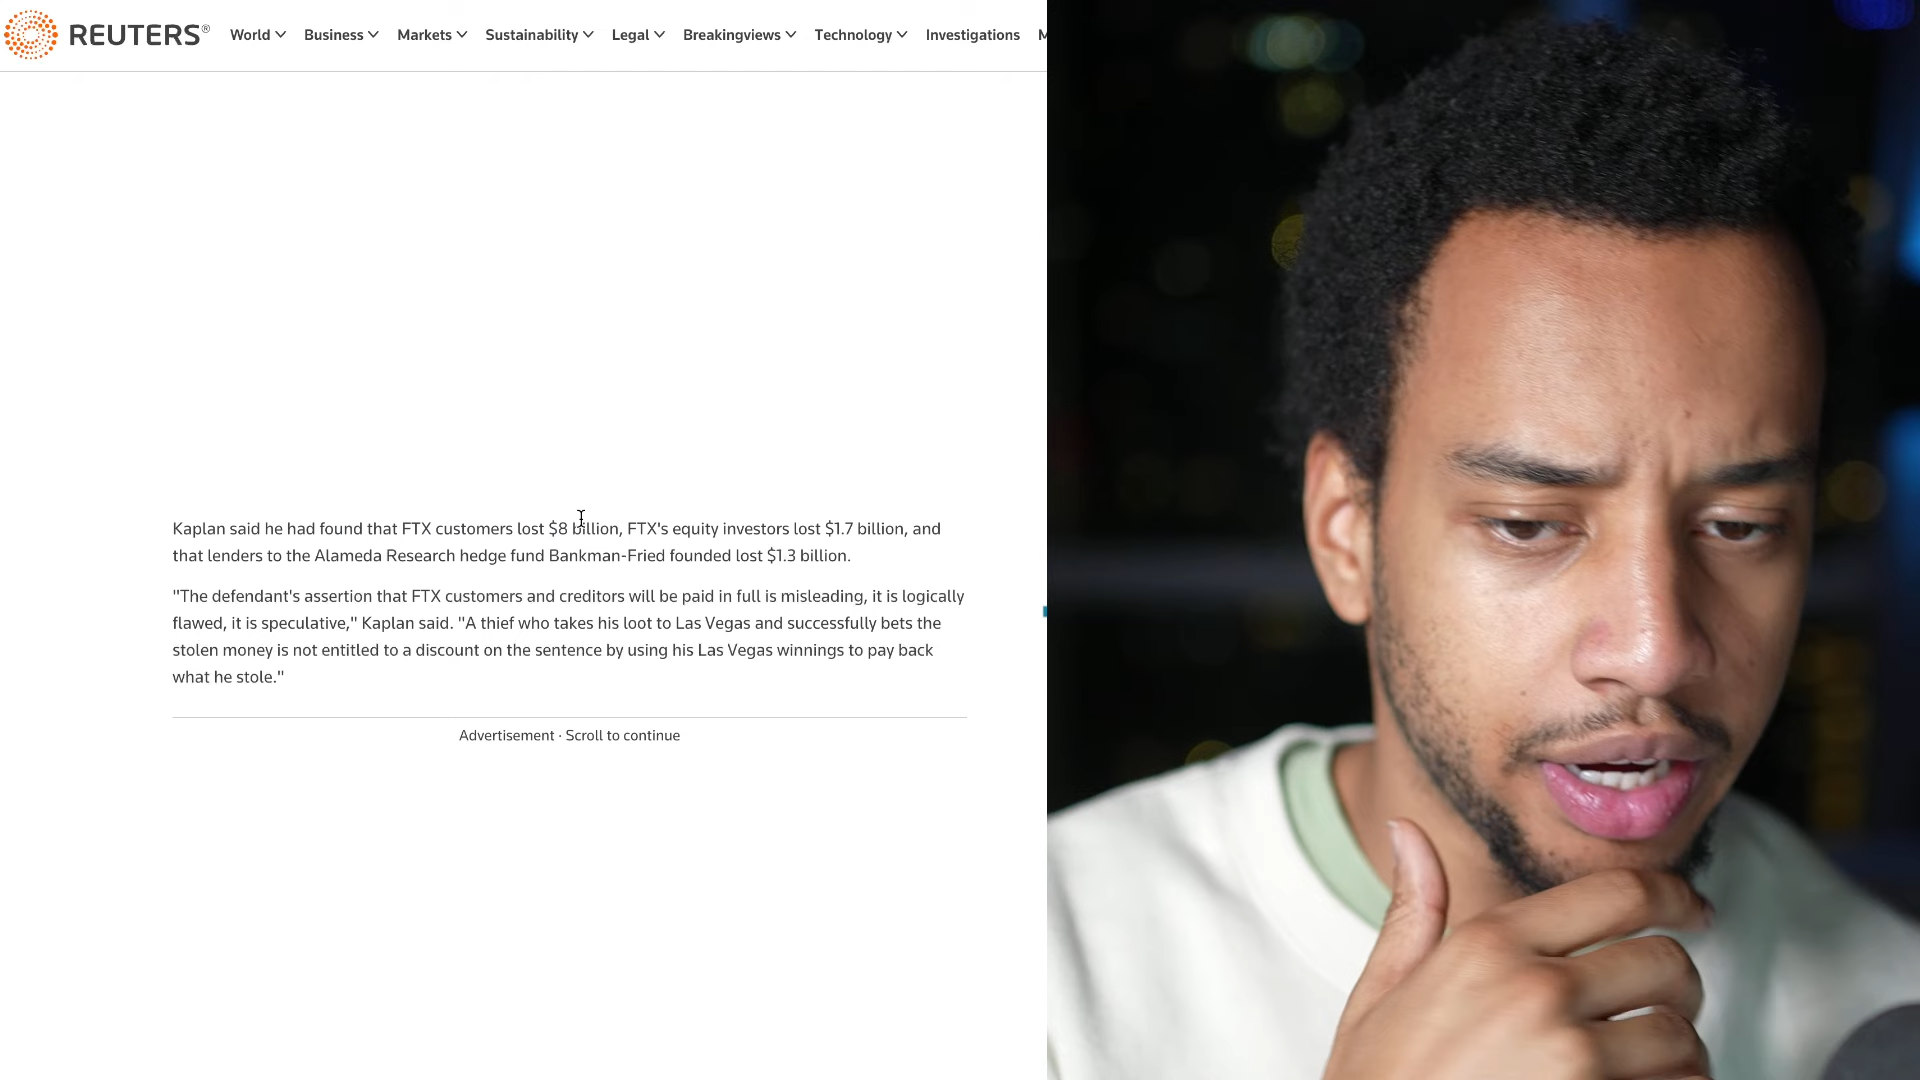 REUTERS®
World Business Markets Sustainability Legal Breakingviews Technology Investigations
Kaplan said he had found that FTX customers lost $8 billion, FTX's equity investors lost $1.7 billion, and
that lenders to the Alameda Research hedge fund Bankman-Fried founded lost $1.3 billion.
"The defendant's assertion that FTX customers and creditors will be paid in full is misleading, it is logically
flawed, it is speculative," Kaplan said. "A thief who takes his loot to Las Vegas and successfully bets the
stolen money is not entitled to a discount on the sentence by using his Las Vegas winnings to pay back
what he stole."
Advertisement · Scroll to continue